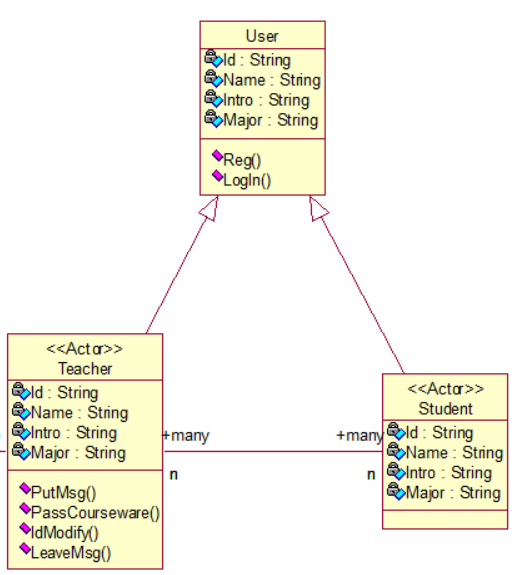 User
Id : String
Name : String
Intro : String
Major : String
Reg()
LogIn()
<<Actor>>
Teacher
Id : String
Name : String
Intro : String
Major : String
PutMsg()
PassCourseware()
IdModify()
LeaveMsg()
+many
n
+many
n
<<Actor>>
Student
Id : String
Name : String
Intro : String
Major : String